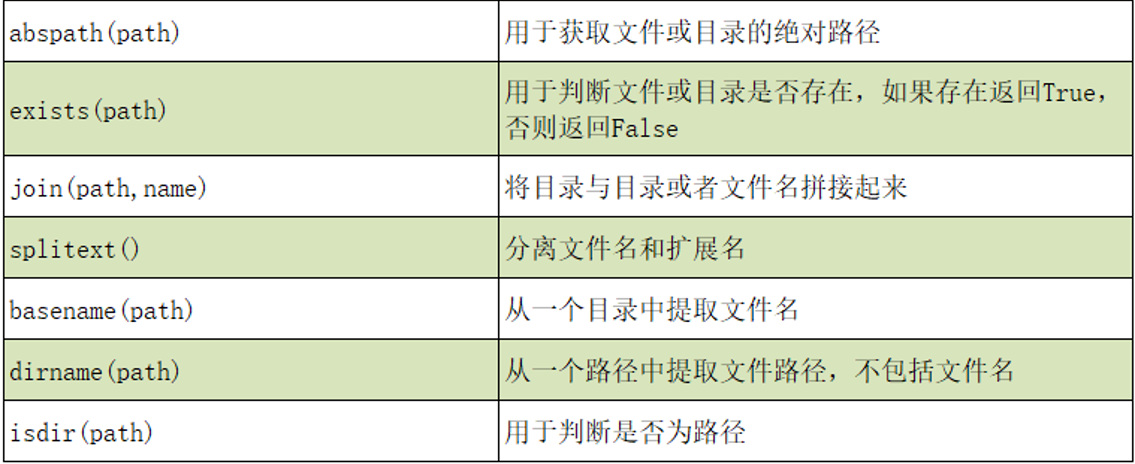 abspath(path) 用于获取文件或目录的绝对路径
exists(path) 用于判断文件或目录是否存在，如果存在返回True，
否则返回False
join(path,name) 将目录与目录或者文件名拼接起来
splitext() 分离文件名和扩展名
basename(path) 从一个目录中提取文件名
dirname(path) 从一个路径中提取文件路径，不包括文件名
isdir(path) 用于判断是否为路径